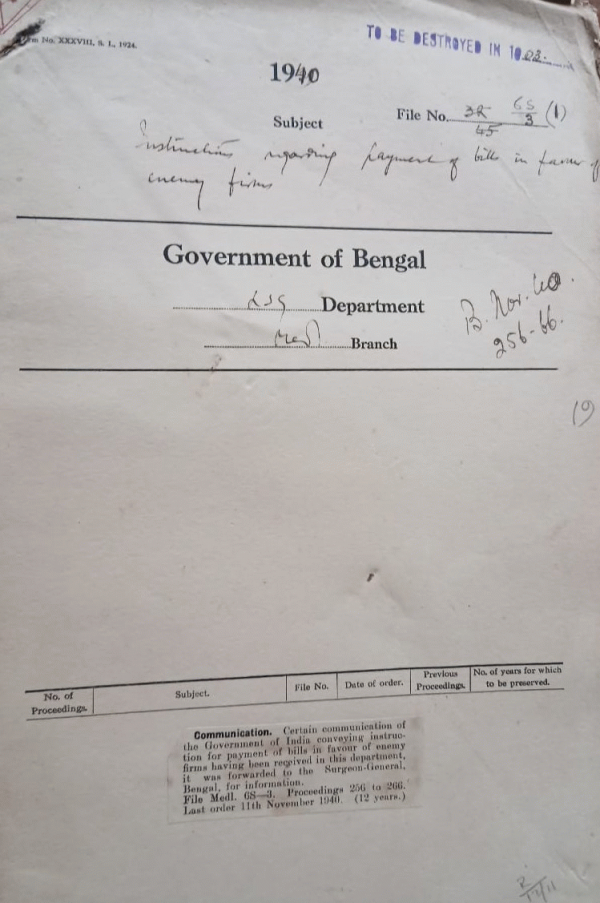 Form No. XXXVIII, S. I., 1924.
TO BE DESTROYED IN 19
1940
Subject
File No.
Instructions regarding payment of bills in favour of
enemy firms
Government of Bengal
LSG Department
Medl Branch
B. Nov. 40.
256-66.
19
No. of Proceedings.
Subject.
File No.
Date of order.
Previous Proceedings.
No. of years for which to be preserved.
Communication. Certain communication of
the Government of India conveying instruc-
tion for payment of bills in favour of enemy
firms having been received in this department,
it was forwarded to the Surgeon-General,
Bengal, for information.
File Medl. 6S—3. Proceedings 256 to 266.
Last order 11th November 1940. (12 years.)